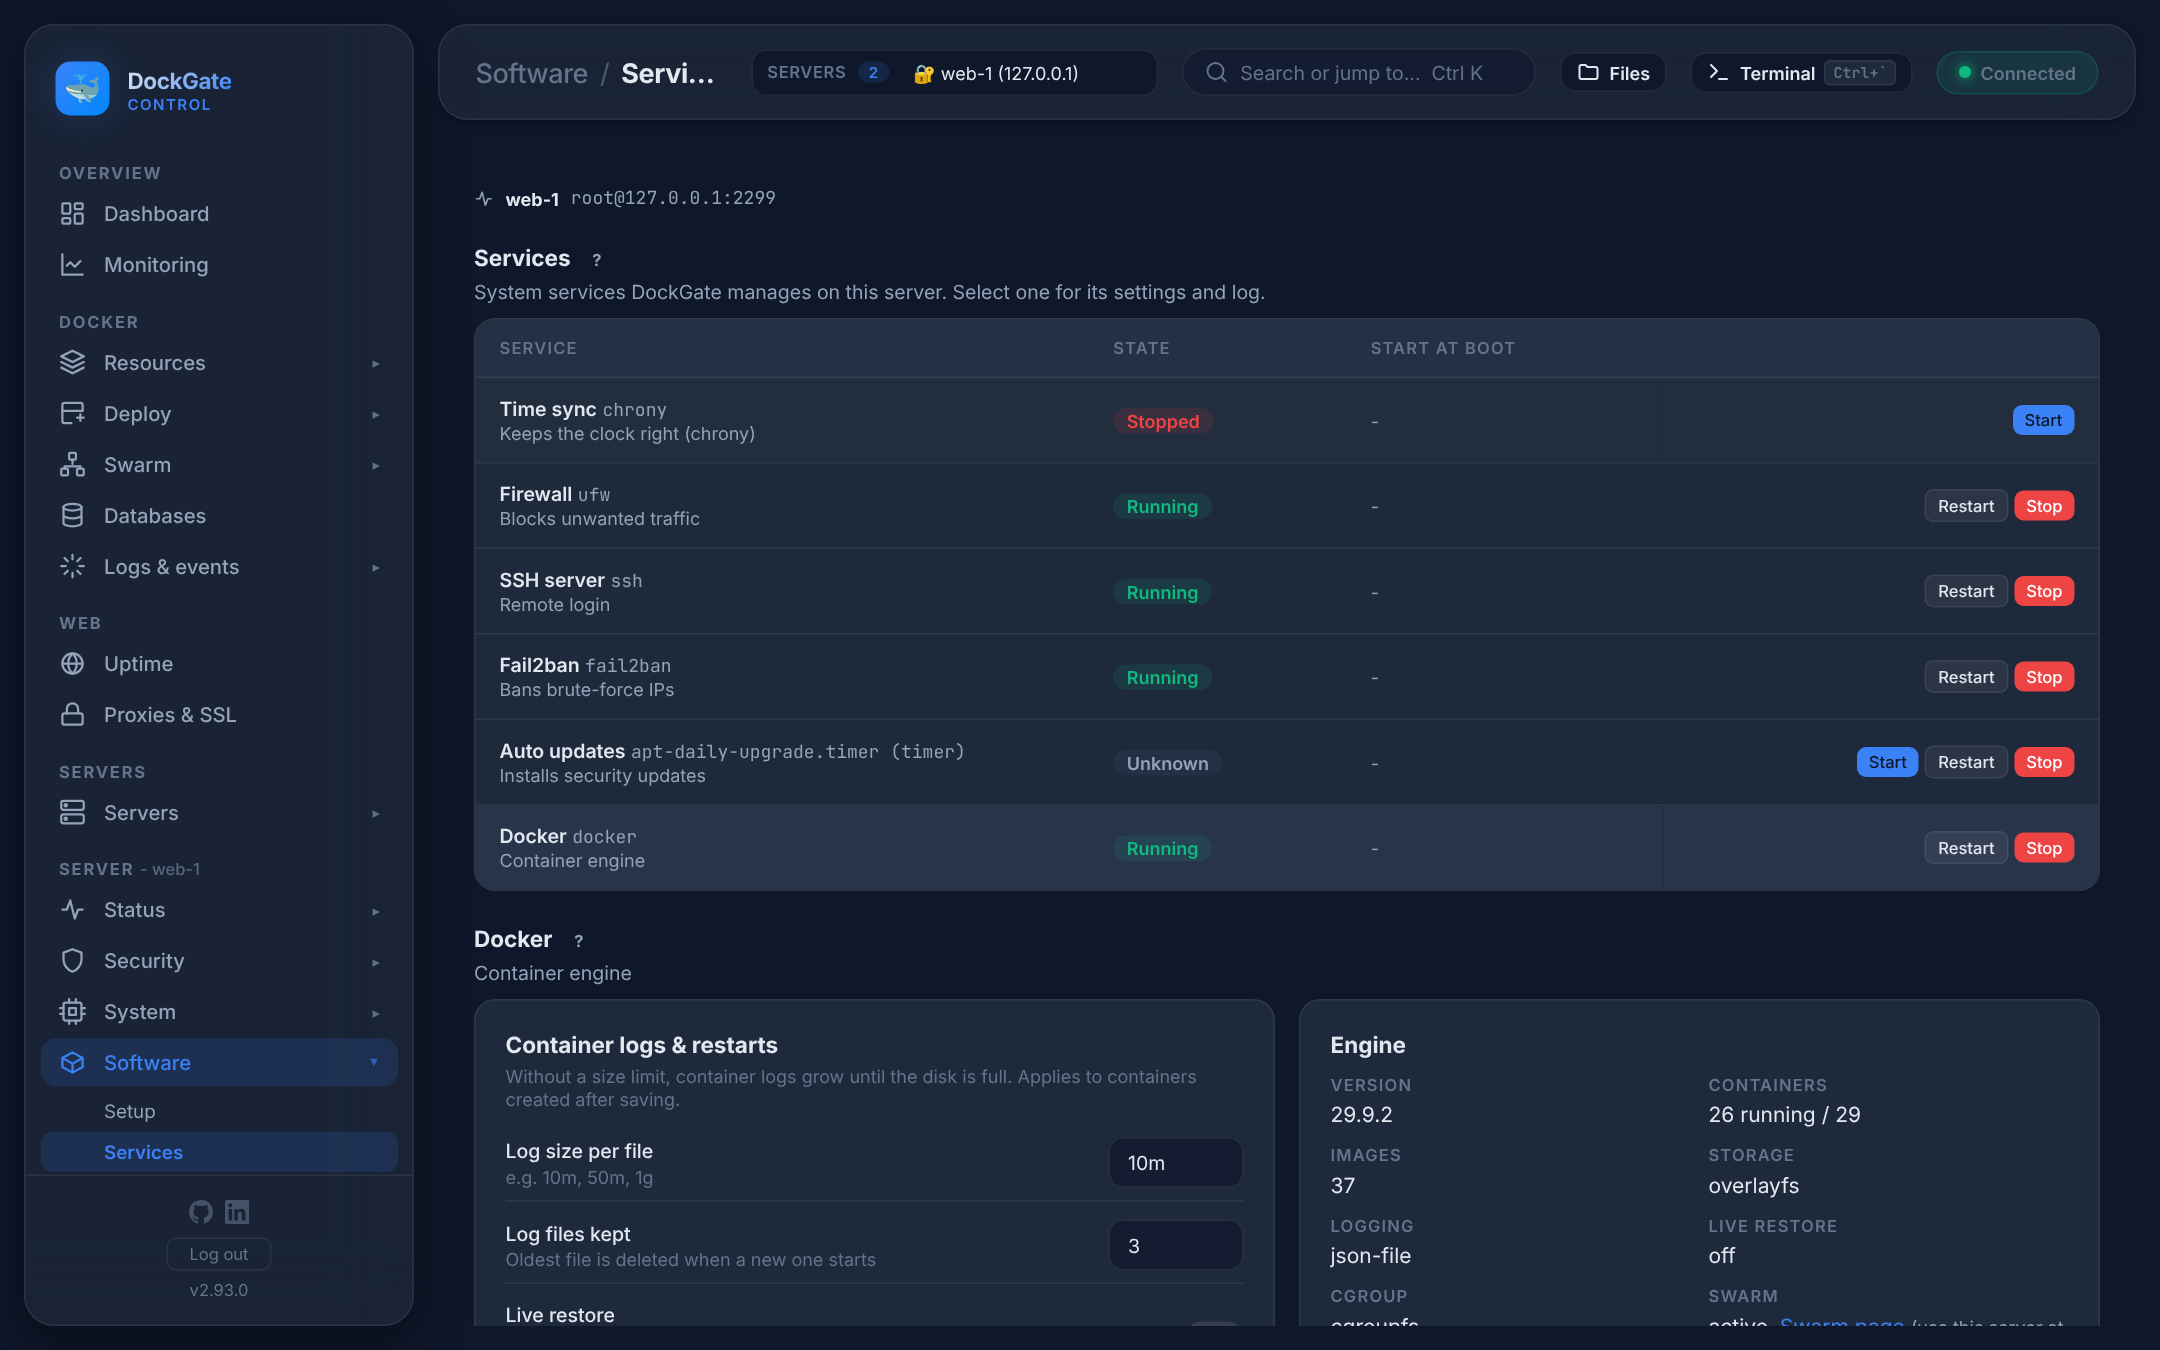 DockGate
CONTROL
OVERVIEW
Dashboard
Monitoring
DOCKER
Resources
Deploy
Swarm
Databases
Logs & events
WEB
Uptime
Proxies & SSL
SERVERS
Servers
SERVER - web-1
Status
Security
System
Software
Setup
Services
Log out
v2.93.0
Software / Servi...
SERVERS 2
🔐 web-1 (127.0.0.1)
Search or jump to... Ctrl K
Files
Terminal Ctrl+`
Connected
web-1 root@127.0.0.1:2299
Services ?
System services DockGate manages on this server. Select one for its settings and log.
SERVICE STATE START AT BOOT
Time sync chrony
Keeps the clock right (chrony)
Stopped - Start
Firewall ufw
Blocks unwanted traffic
Running - Restart Stop
SSH server ssh
Remote login
Running - Restart Stop
Fail2ban fail2ban
Bans brute-force IPs
Running - Restart Stop
Auto updates apt-daily-upgrade.timer (timer)
Installs security updates
Unknown - Start Restart Stop
Docker docker
Container engine
Running - Restart Stop
Docker ?
Container engine
Container logs & restarts
Without a size limit, container logs grow until the disk is full. Applies to containers
created after saving.
Log size per file
e.g. 10m, 50m, 1g
10m
Log files kept
Oldest file is deleted when a new one starts
3
Live restore
Engine
VERSION
29.9.2
CONTAINERS
26 running / 29
IMAGES
37
STORAGE
overlayfs
LOGGING
json-file
LIVE RESTORE
off
CGROUP
cgroupfs
SWARM
active Swarm page (use this server at